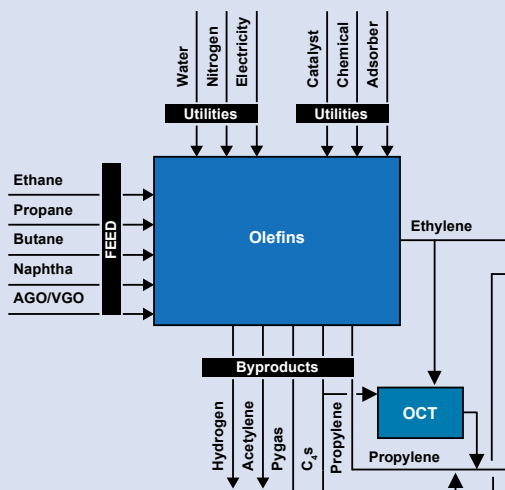 Water
Nitrogen
Electricity
Catalyst
Chemical
Adsorber
Utilities
Utilities
Ethane
Propane
Butane
Naphtha
AGO/VGO
FEED
Olefins
Ethylene
Byproducts
Hydrogen
Acetylene
Pygas
C₄s
Propylene
OCT
Propylene